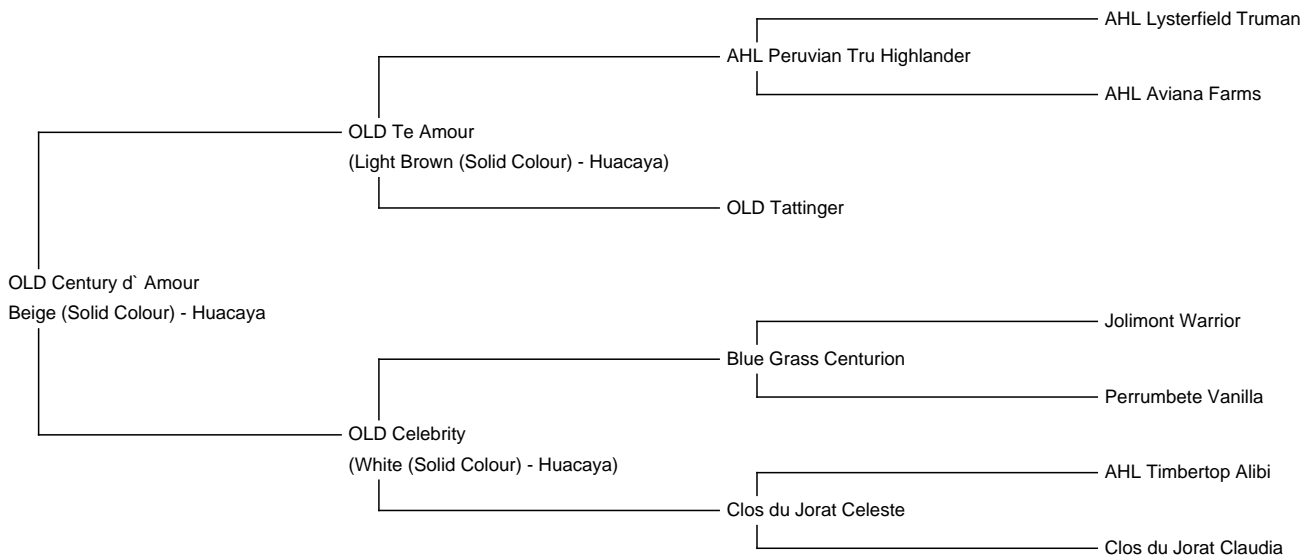 AHL Lysterfield Truman
AHL Peruvian Tru Highlander
AHL Aviana Farms
OLD Te Amour
(Light Brown (Solid Colour) - Huacaya)
OLD Tattinger
OLD Century d` Amour
Beige (Solid Colour) - Huacaya
Jolimont Warrior
Blue Grass Centurion
Perrumbete Vanilla
OLD Celebrity
(White (Solid Colour) - Huacaya)
AHL Timbertop Alibi
Clos du Jorat Celeste
Clos du Jorat Claudia